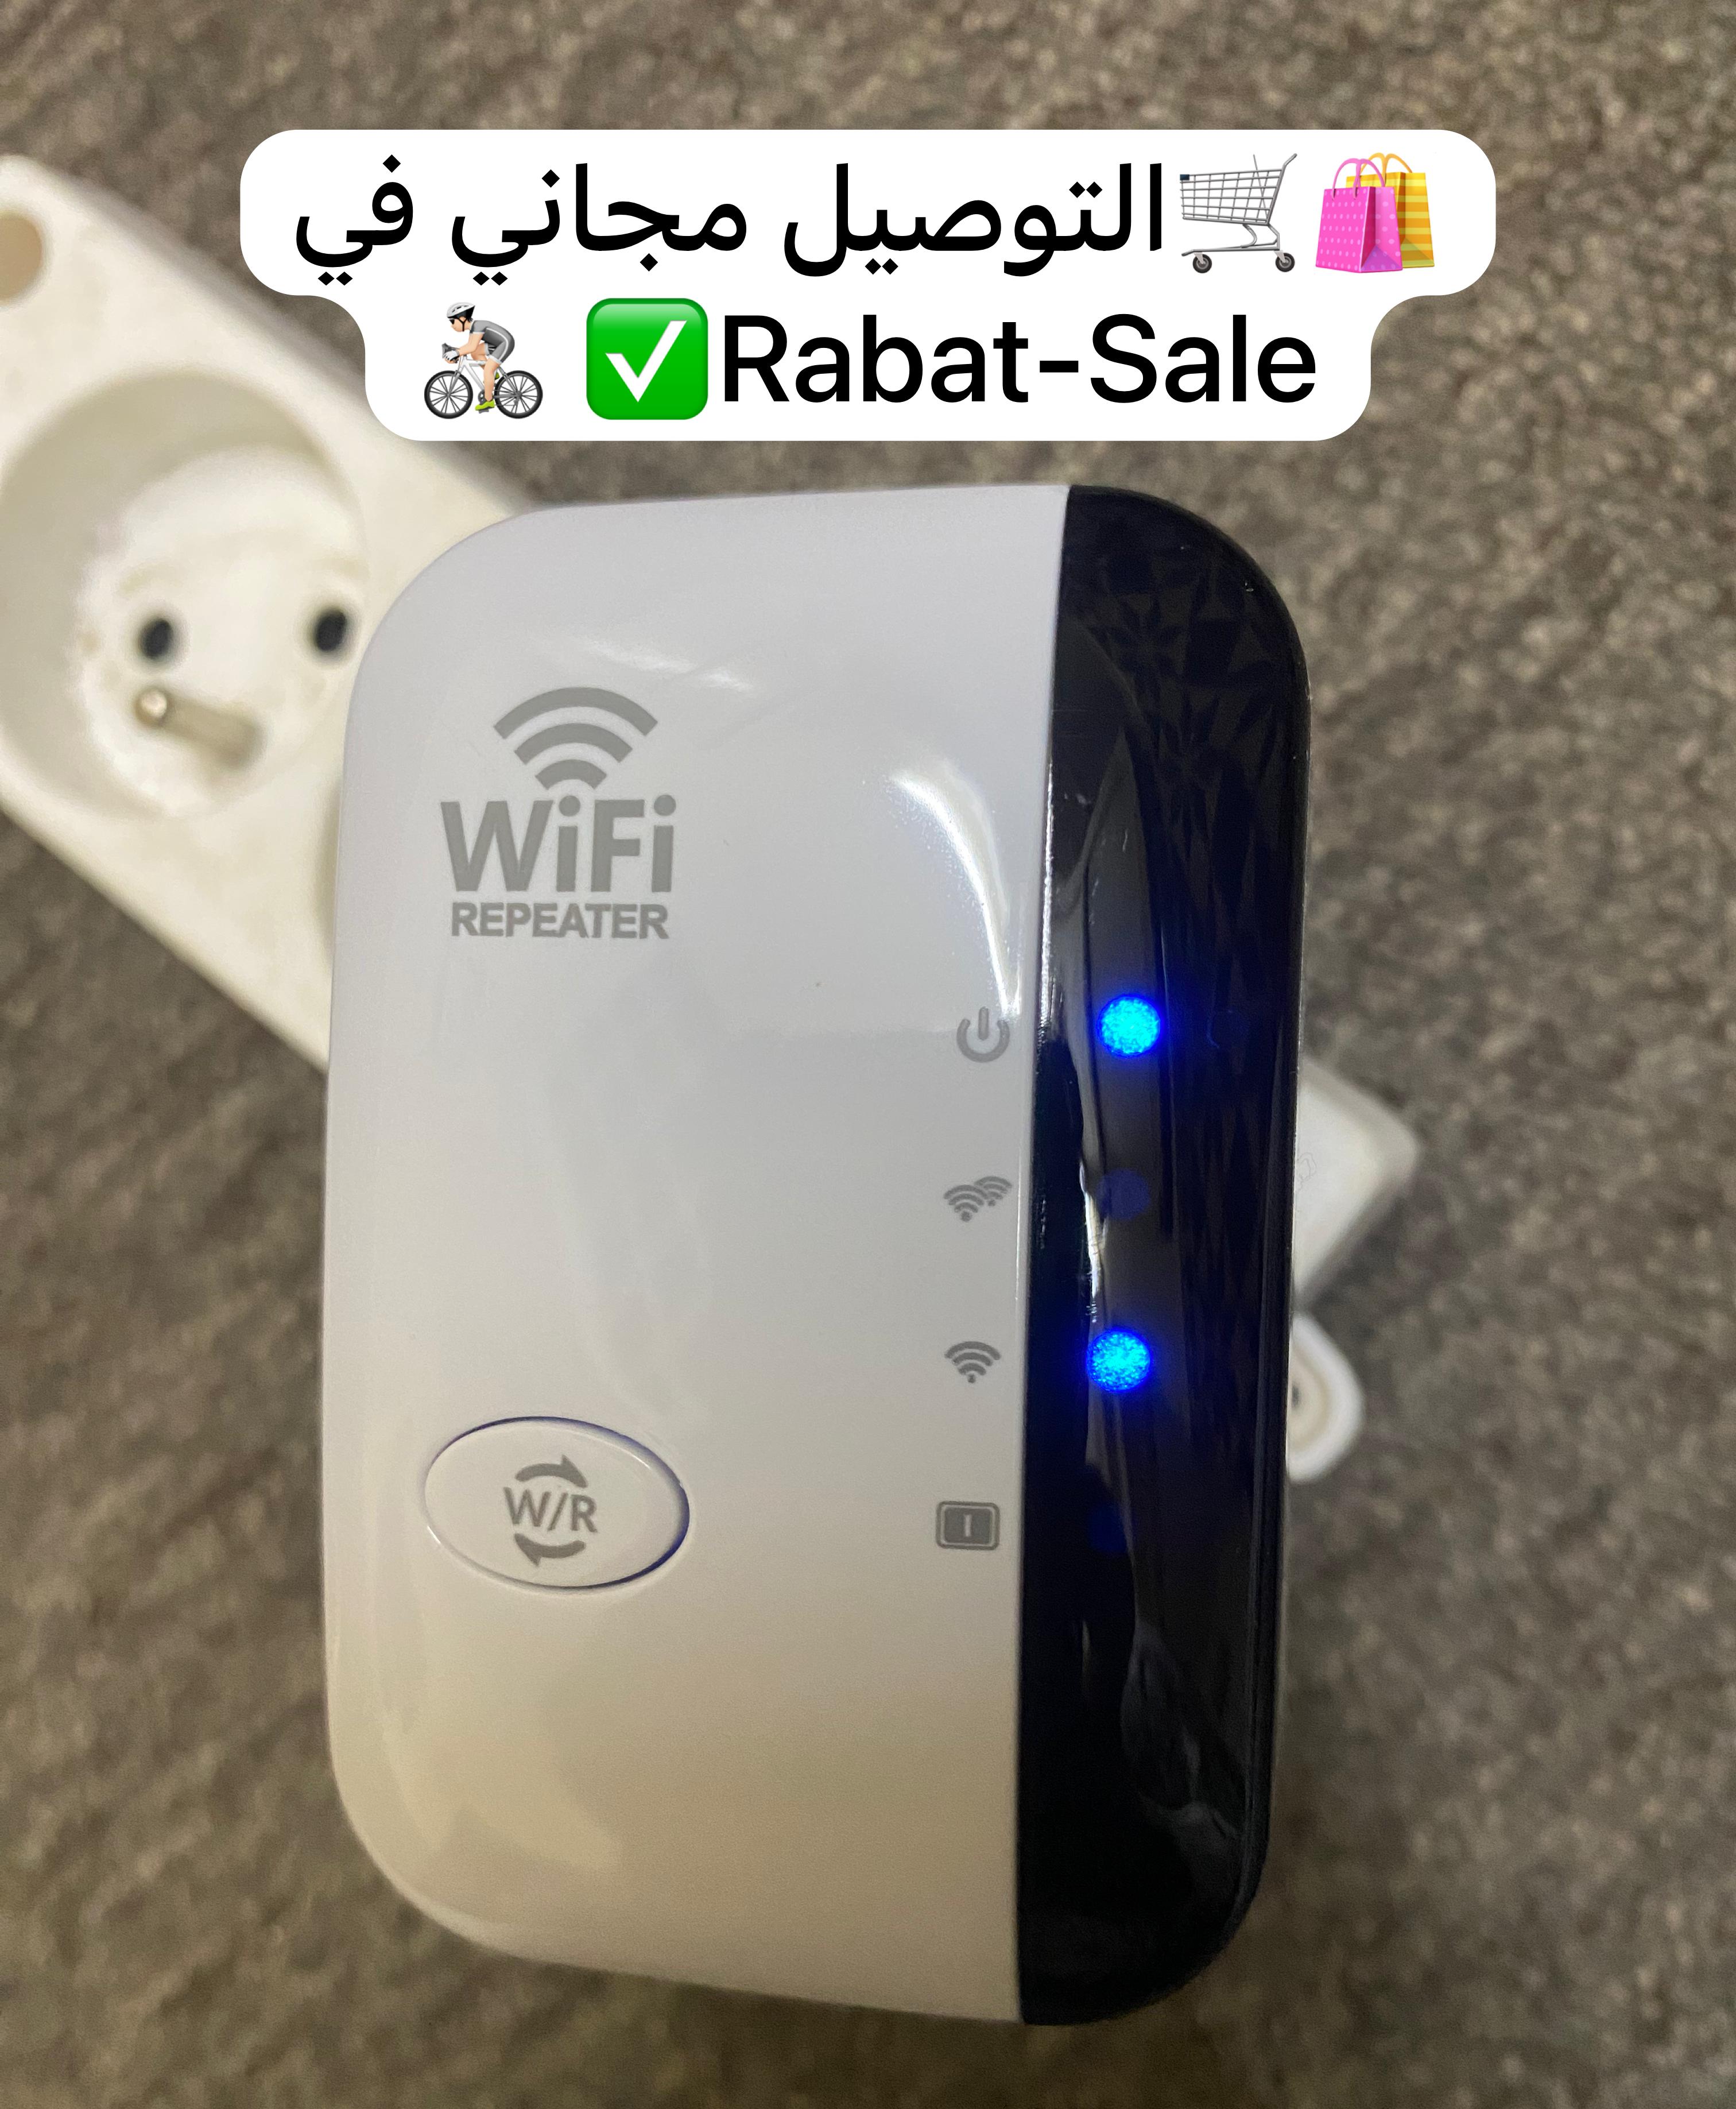 🛍️🛒التوصيل مجاني في
Rabat-Sale✅ 🚴🏻
WiFi
REPEATER
W/R